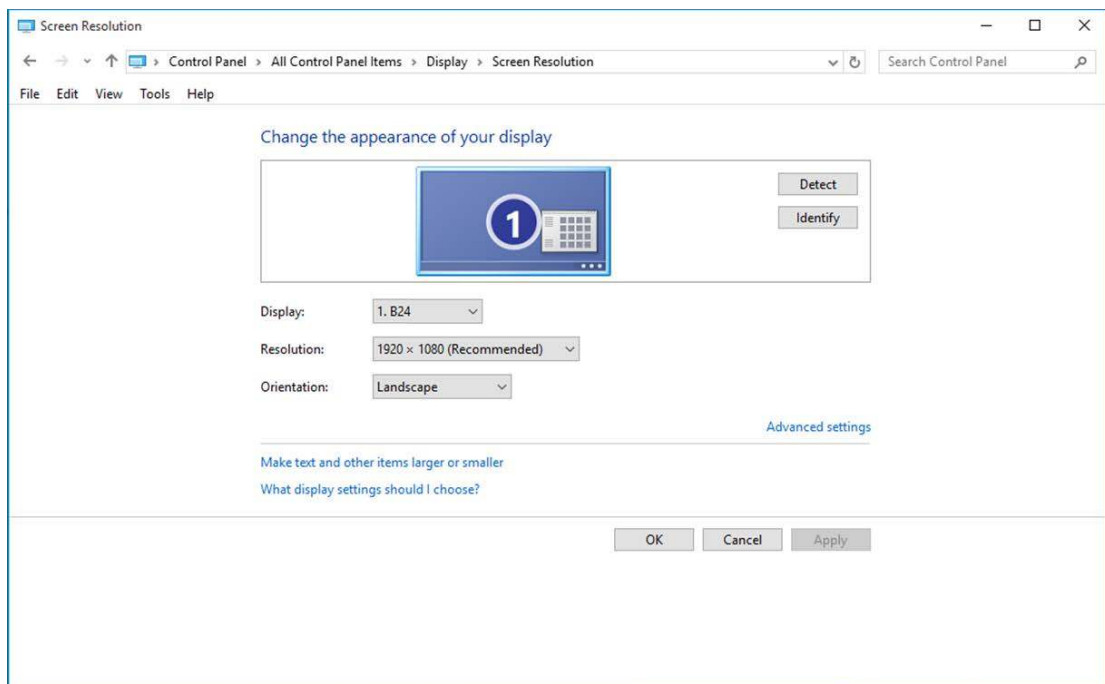 Screen Resolution
Control Panel > All Control Panel Items > Display > Screen Resolution
Search Control Panel
File Edit View Tools Help
Change the appearance of your display
1
Detect
Identify
Display: 1. B24
Resolution: 1920 × 1080 (Recommended)
Orientation: Landscape
Advanced settings
Make text and other items larger or smaller
What display settings should I choose?
OK Cancel Apply